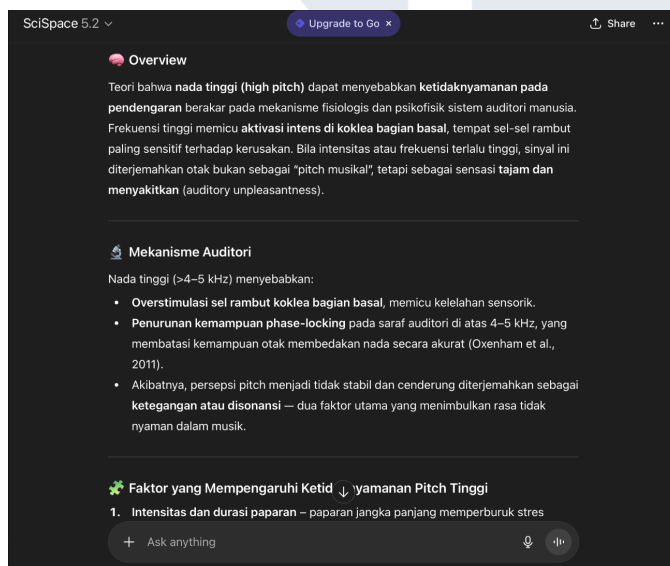 SciSpace 5.2
Upgrade to Go ×
Share
Overview
Teori bahwa nada tinggi (high pitch) dapat menyebabkan ketidaknyamanan pada
pendengaran berakar pada mekanisme fisiologis dan psikofisik sistem auditori manusia.
Frekuensi tinggi memicu aktivasi intens di koklea bagian basal, tempat sel-sel rambut
paling sensitif terhadap kerusakan. Bila intensitas atau frekuensi terlalu tinggi, sinyal ini
diterjemahkan otak bukan sebagai "pitch musikal", tetapi sebagai sensasi tajam dan
menyakitkan (auditory unpleasantness).
Mekanisme Auditori
Nada tinggi (>4–5 kHz) menyebabkan:
• Overstimulasi sel rambut koklea bagian basal, memicu kelelahan sensorik.
• Penurunan kemampuan phase-locking pada saraf auditori di atas 4–5 kHz, yang
membatasi kemampuan otak membedakan nada secara akurat (Oxenham et al.,
2011).
• Akibatnya, persepsi pitch menjadi tidak stabil dan cenderung diterjemahkan sebagai
ketegangan atau disonansi — dua faktor utama yang menimbulkan rasa tidak
nyaman dalam musik.
Faktor yang Mempengaruhi Ketid yamanan Pitch Tinggi
1. Intensitas dan durasi paparan – paparan jangka panjang memperburuk stres
Ask anything